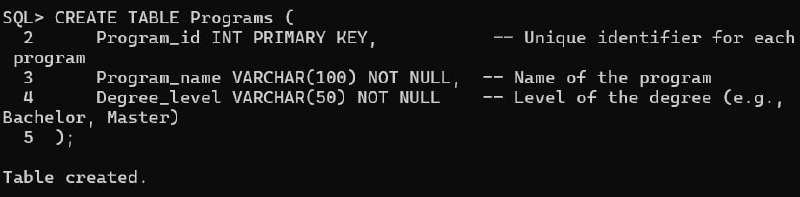 SQL> CREATE TABLE Programs (
  2      Program_id INT PRIMARY KEY,           -- Unique identifier for each
 program
  3      Program_name VARCHAR(100) NOT NULL,  -- Name of the program
  4      Degree_level VARCHAR(50) NOT NULL    -- Level of the degree (e.g.,
Bachelor, Master)
  5  );
Table created.